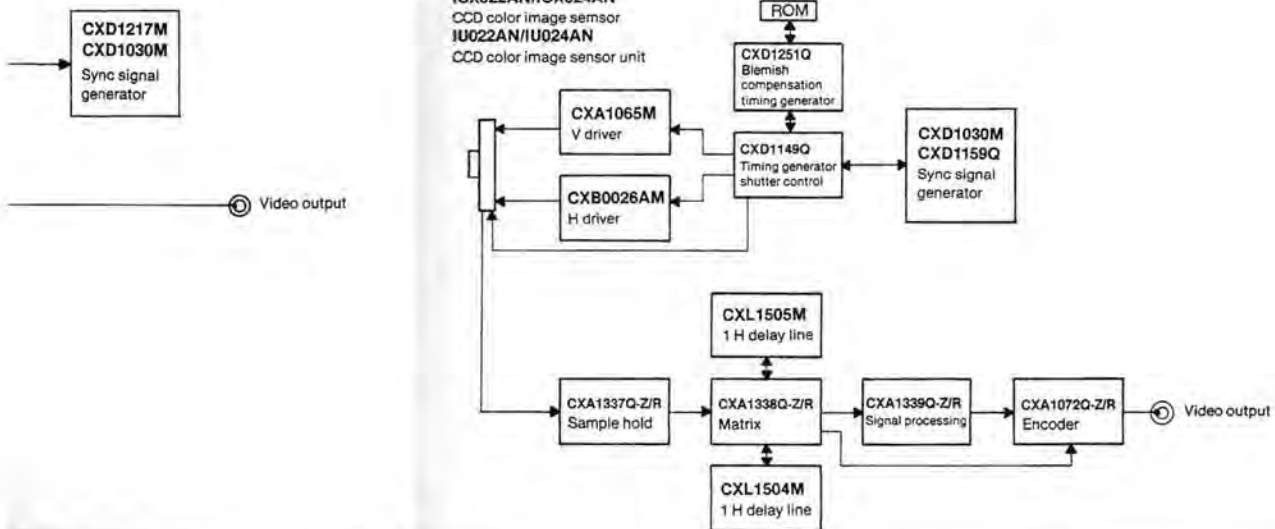 CXD1217M
CXD1030M
Sync signal
generator
Video output
CCD color image semsor
IU022AN/IU024AN
CCD color image sensor unit
ROM
CXD1251Q
Blemish
compensation
timing generator
CXA1065M
V driver
CXD1149Q
Timing generator
shutter control
CXD1030M
CXD1159Q
Sync signal
generator
CXB0026AM
H driver
CXL1505M
1 H delay line
CXA1337Q-Z/R
Sample hold
CXA1338Q-Z/R
Matrix
CXA1339Q-Z/R
Signal processing
CXA1072Q-Z/R
Encoder
Video output
CXL1504M
1 H delay line